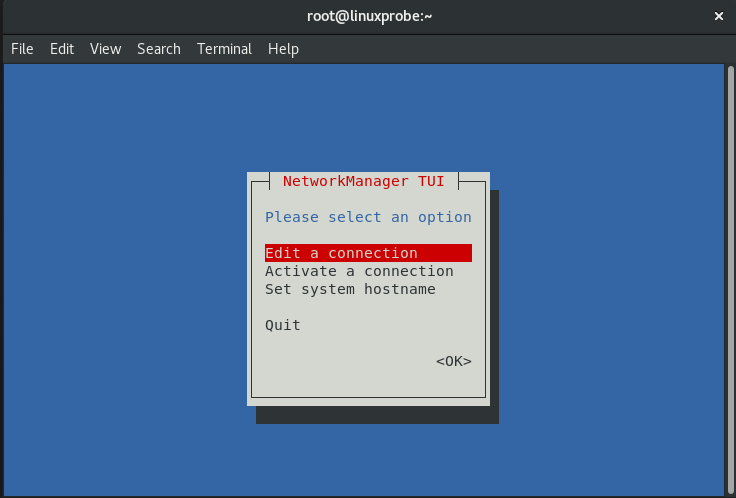 root@linuxprobe:~
File Edit View Search Terminal Help
NetworkManager TUI
Please select an option
Edit a connection
Activate a connection
Set system hostname
Quit
<OK>